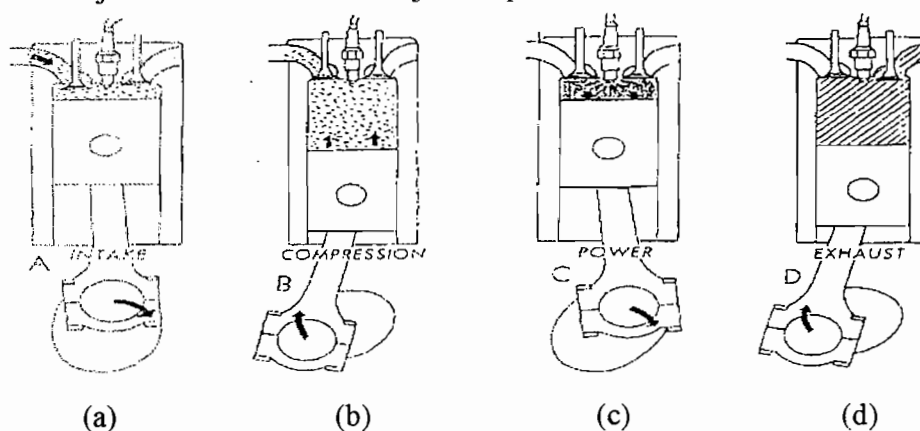 A INTAKE
B COMPRESSION
C POWER
D EXHAUST
(a) (b) (c) (d)